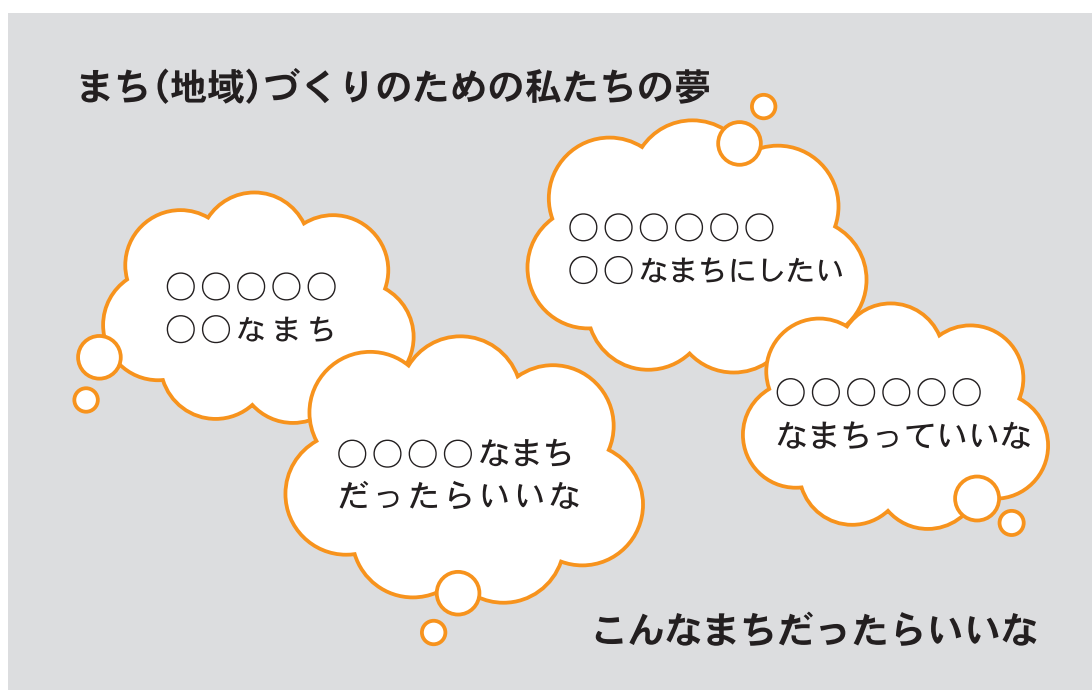 まち(地域)づくりのための私たちの夢
○○○○○
○○なまち
○○○○○○
○○なまちにしたい
○○○○なまち
だったらいいな
○○○○○○
なまちっていいな
こんなまちだったらいいな